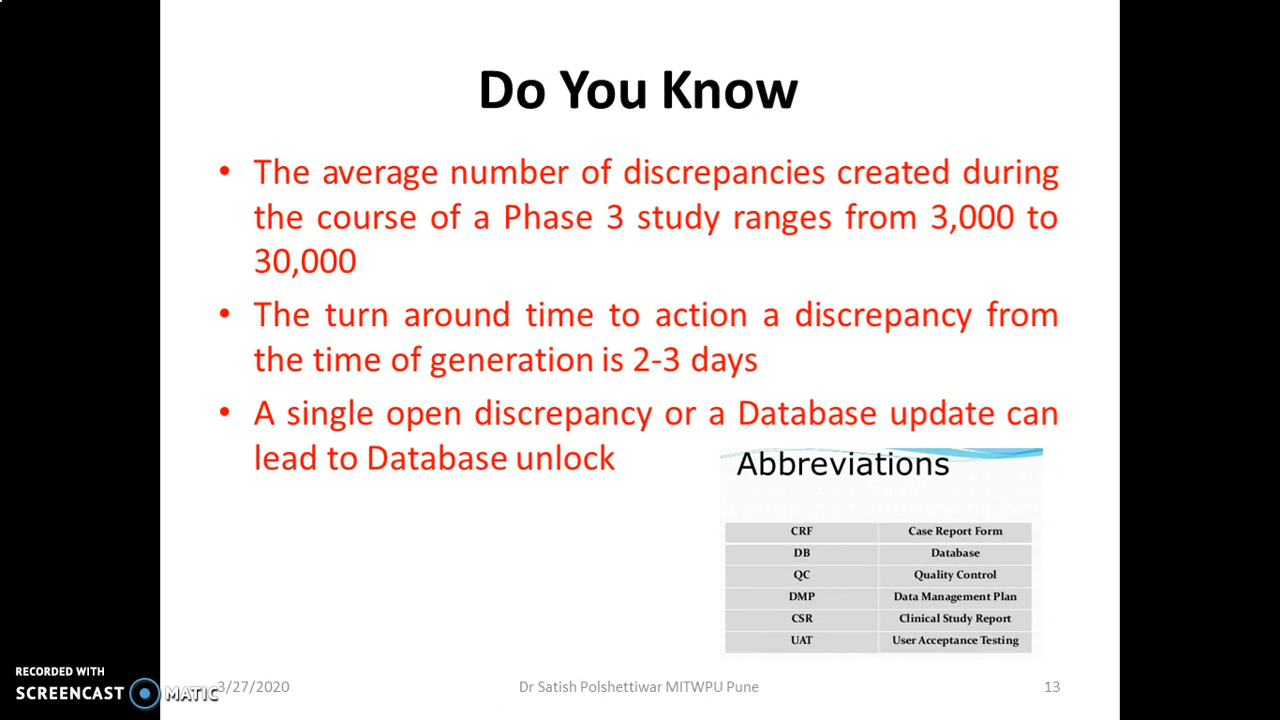 Do You Know
• The average number of discrepancies created during
the course of a Phase 3 study ranges from 3,000 to
30,000
• The turn around time to action a discrepancy from
the time of generation is 2-3 days
• A single open discrepancy or a Database update can
lead to Database unlock
Abbreviations
CRF Case Report Form
DB Database
QC Quality Control
DMP Data Management Plan
CSR Clinical Study Report
UAT User Acceptance Testing
RECORDED WITH
SCREENCAST MATIC
3/27/2020 Dr Satish Polshettiwar MITWPU Pune 13